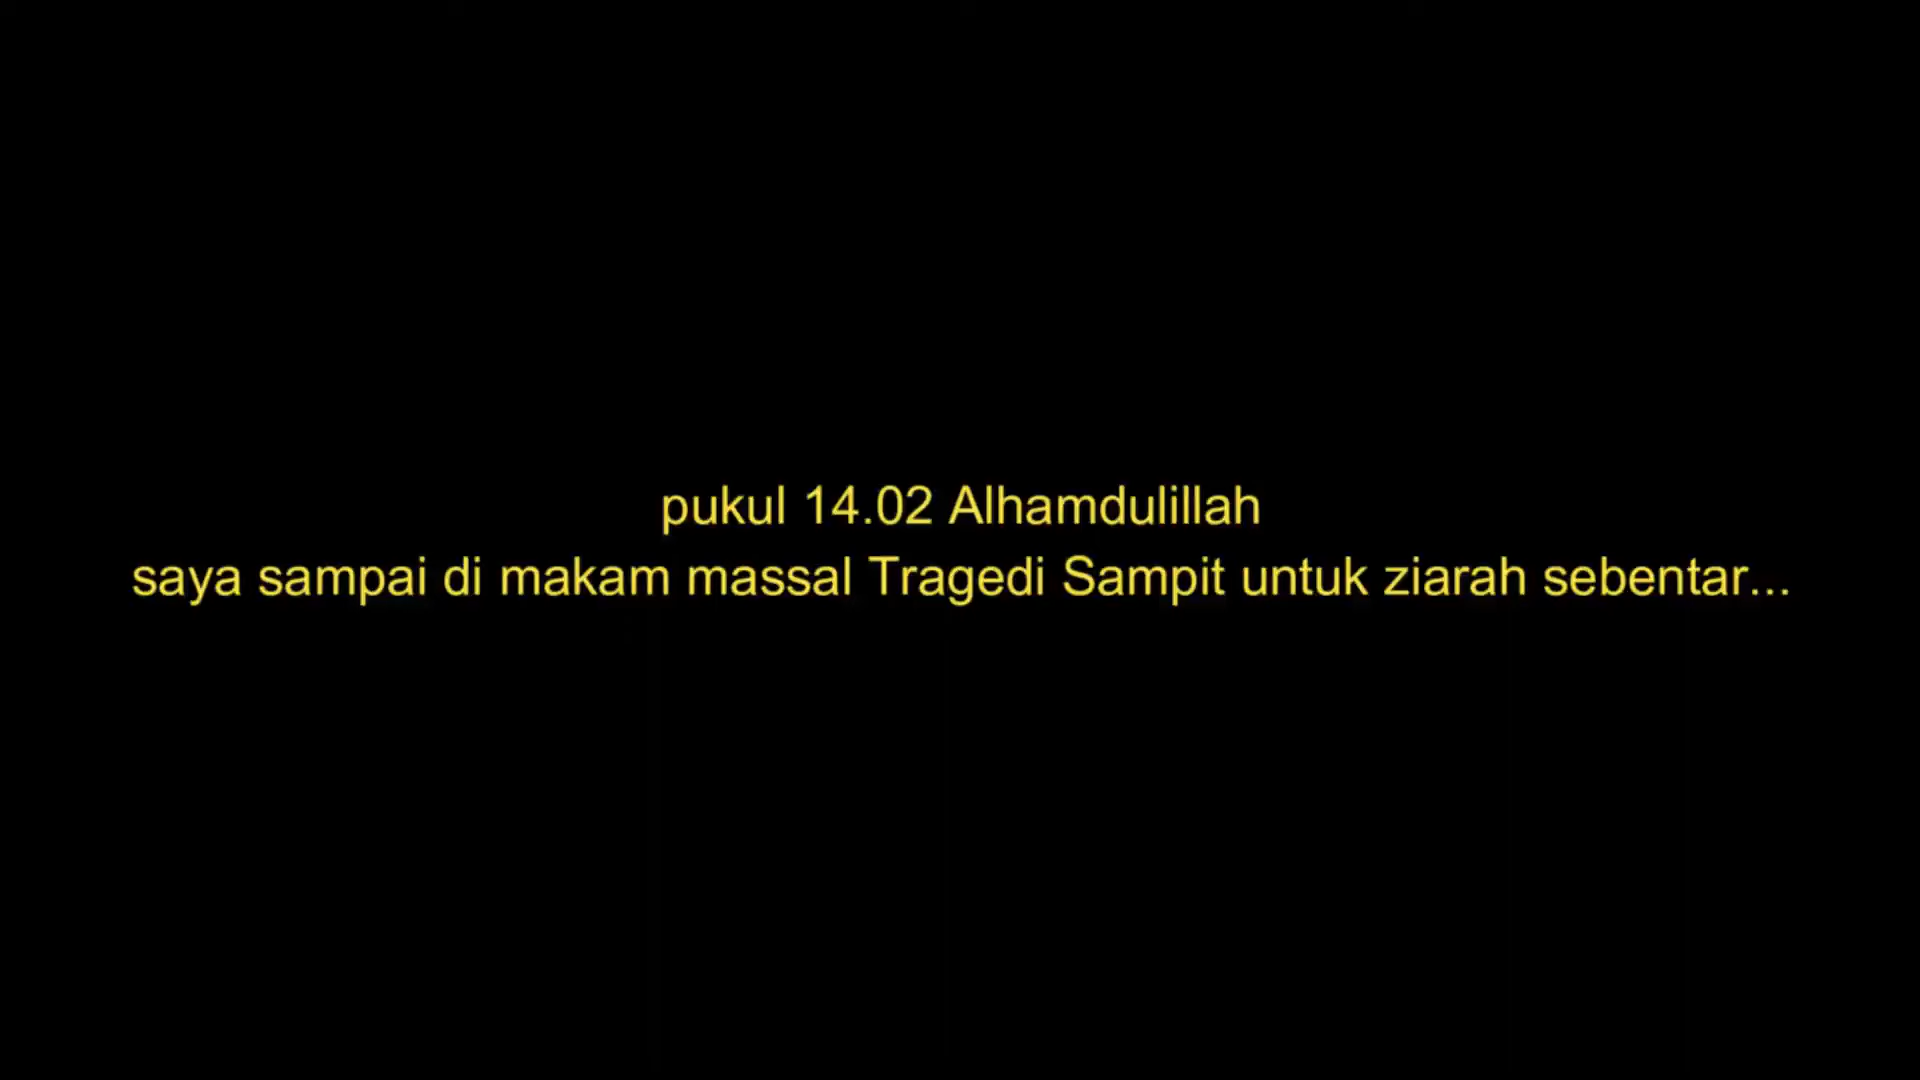 pukul 14.02 Alhamdulillah
saya sampai di makam massal Tragedi Sampit untuk ziarah sebentar...